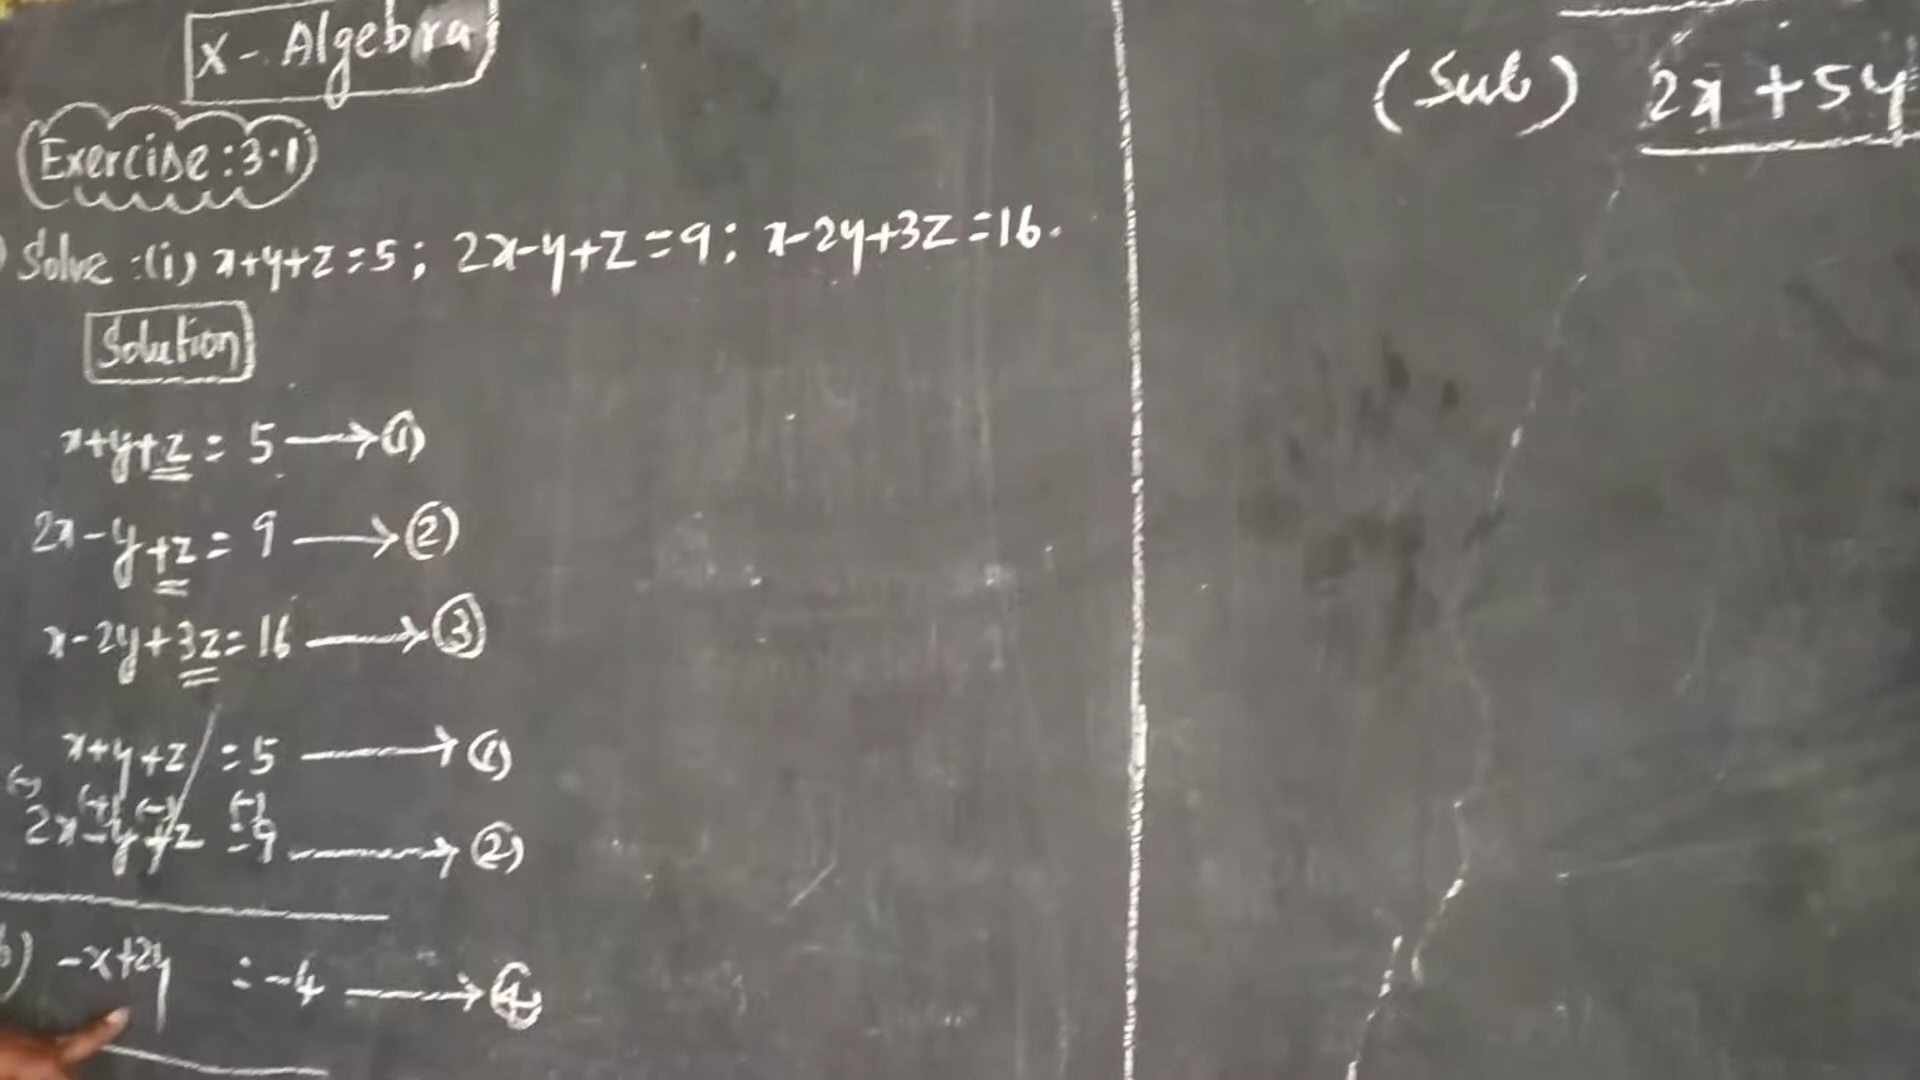 X - Algebra
Exercise : 3.1
Solve : (i) x+y+z=5 ; 2x-y+z=9 ; x-2y+3z=16.
Solution
x+y+z = 5 → (1)
2x-y+z = 9 → (2)
x-2y+3z = 16 → (3)
x+y+z = 5 → (1)
(-) (+) (-) (-)
2x-y+z = 9 → (2)
-x+2y = -4 → (4)
(Sub) 2x+5y